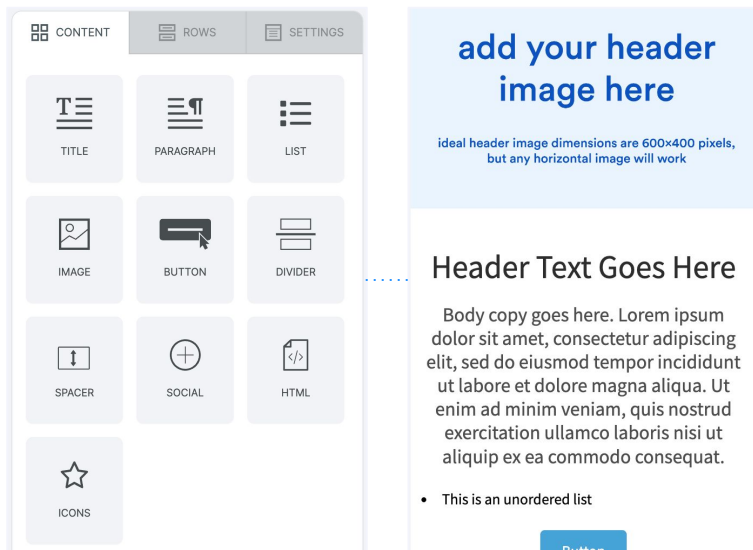 CONTENT
ROWS
SETTINGS
TITLE
PARAGRAPH
LIST
IMAGE
BUTTON
DIVIDER
SPACER
SOCIAL
HTML
ICONS
add your header
image here
ideal header image dimensions are 600×400 pixels,
but any horizontal image will work
Header Text Goes Here
Body copy goes here. Lorem ipsum
dolor sit amet, consectetur adipiscing
elit, sed do eiusmod tempor incididunt
ut labore et dolore magna aliqua. Ut
enim ad minim veniam, quis nostrud
exercitation ullamco laboris nisi ut
aliquip ex ea commodo consequat.
• This is an unordered list
Button